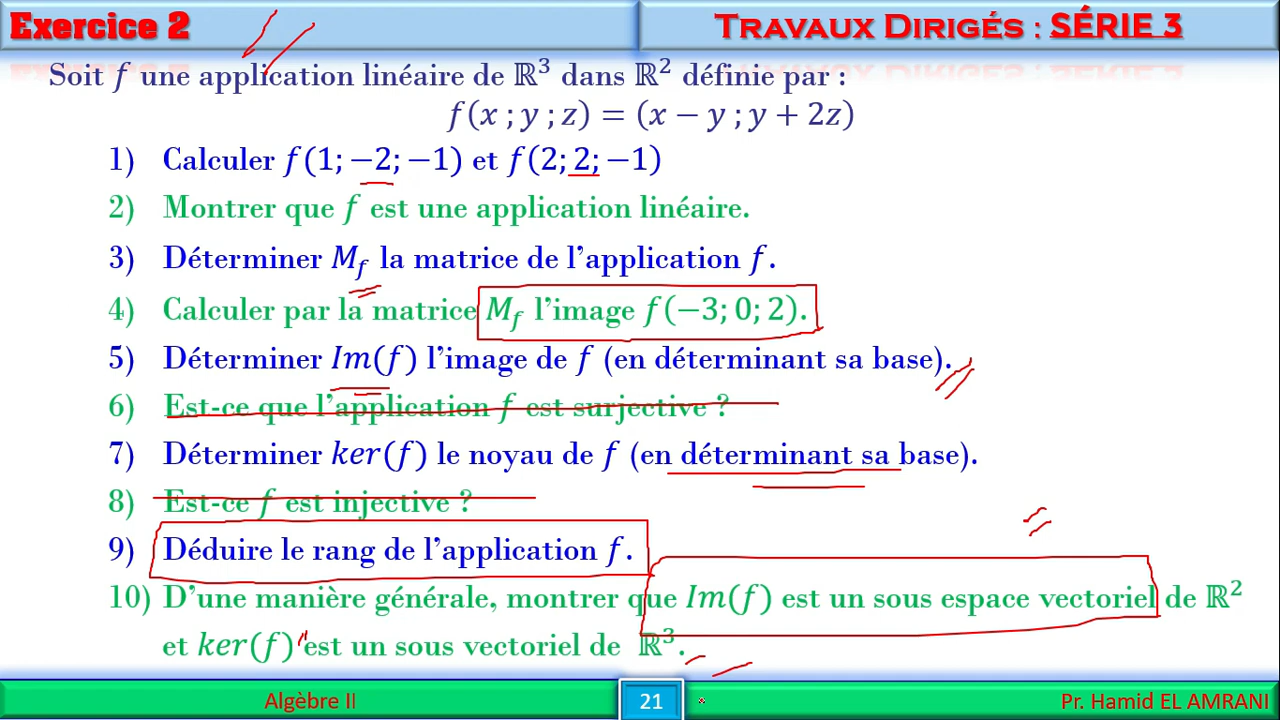 Exercice 2
TRAVAUX DIRIGÉS : SÉRIE 3
Soit f une application linéaire de ℝ³ dans ℝ² définie par :
f(x ; y ; z) = (x − y ; y + 2z)
1) Calculer f(1; −2; −1) et f(2; 2; −1)
2) Montrer que f est une application linéaire.
3) Déterminer M_f la matrice de l'application f.
4) Calculer par la matrice M_f l'image f(−3; 0; 2).
5) Déterminer Im(f) l'image de f (en déterminant sa base).
6) Est-ce que l'application f est surjective ?
7) Déterminer ker(f) le noyau de f (en déterminant sa base).
8) Est-ce f est injective ?
9) Déduire le rang de l'application f.
10) D'une manière générale, montrer que Im(f) est un sous espace vectoriel de ℝ²
et ker(f) est un sous vectoriel de ℝ³.
Algèbre II
21
Pr. Hamid EL AMRANI